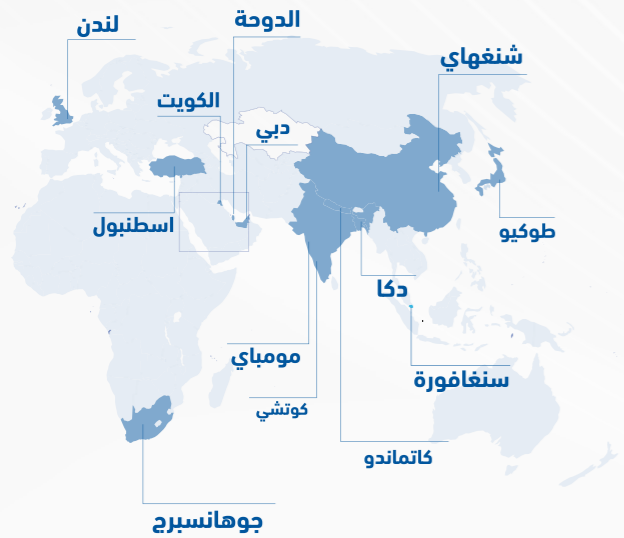 الدوحة
لندن
شنغهاي
الكويت
دبي
اسطنبول
طوكيو
دكا
مومباي
سنغافورة
كوتشي
كاتماندو
جوهانسبرج